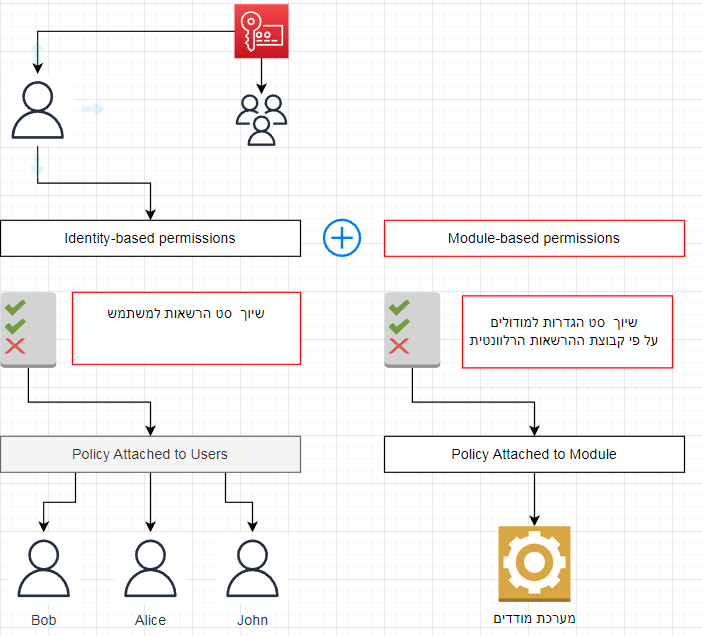 Identity-based permissions
Module-based permissions
שיוך סט הרשאות למשתמש
שיוך סט הגדרות למודולים
על פי קבוצת ההרשאות הרלוונטית
Policy Attached to Users
Policy Attached to Module
Bob
Alice
John
מערכת מודדים